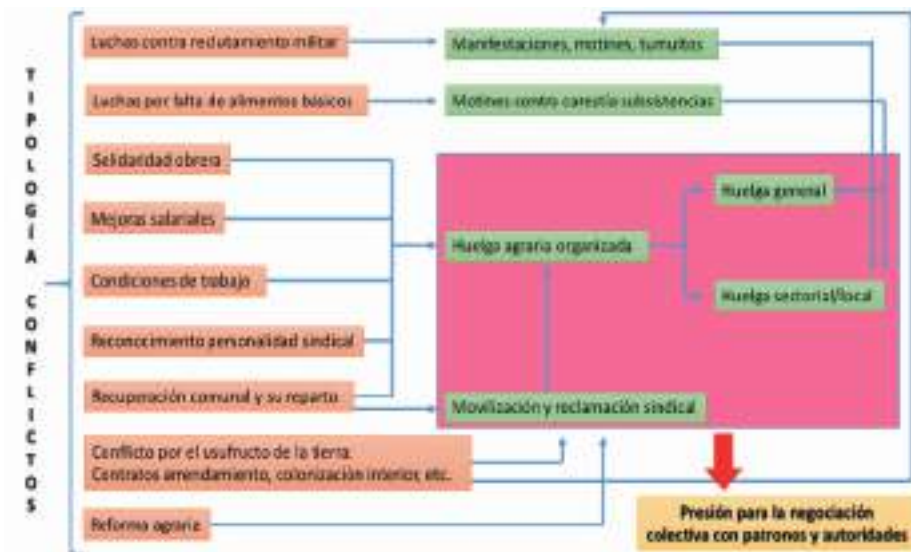 TIPOLOGÍA CONFLICTOS
Luchas contra reclutamiento militar
Manifestaciones, motines, tumultos
Luchas por falta de alimentos básicos
Motines contra carestía subsistencias
Solidaridad obrera
Mejoras salariales
Condiciones de trabajo
Reconocimiento personalidad sindical
Recuperación comunal y su reparto
Conflicto por el usufructo de la tierra.
Contratos arrendamiento, colonización interior, etc.
Reforma agraria
Huelga agraria organizada
Huelga general
Huelga sectorial/local
Movilización y reclamación sindical
Presión para la negociación
colectiva con patronos y autoridades